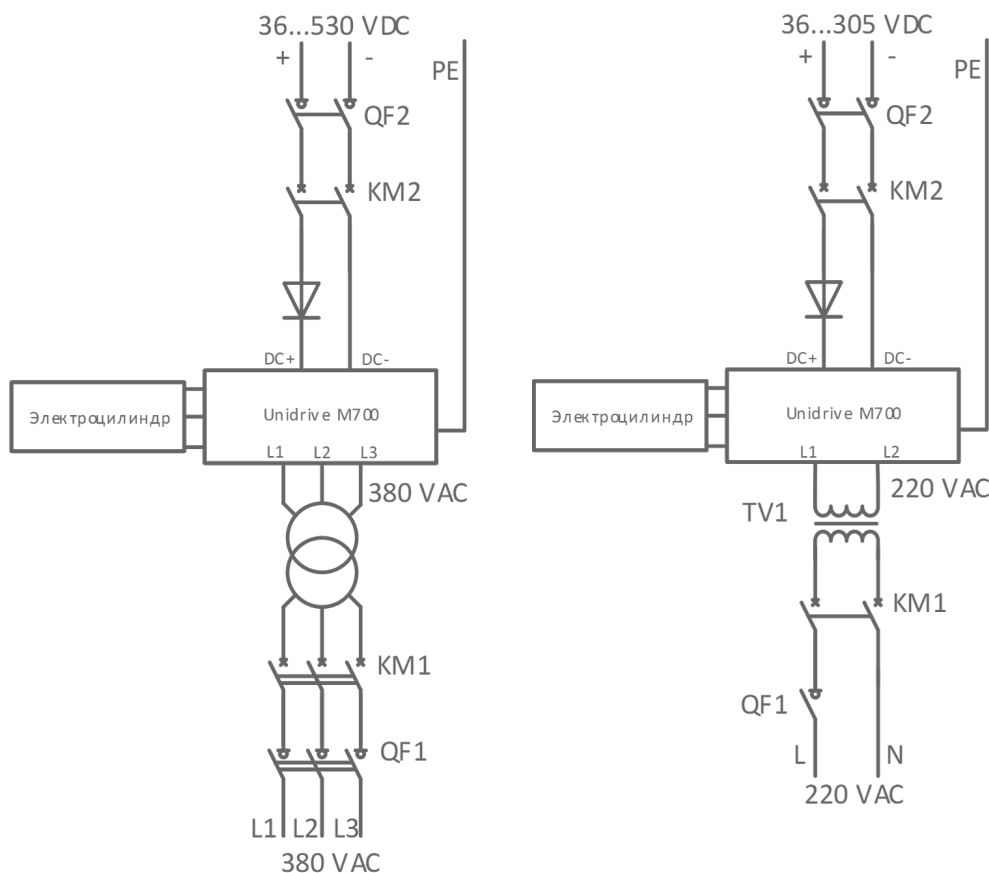 36...530 VDC
+ -
PE
QF2
KM2
DC+ DC-
Электроцилиндр
Unidrive M700
L1 L2 L3
380 VAC
KM1
QF1
L1 L2 L3
380 VAC
36...305 VDC
+ -
PE
QF2
KM2
DC+ DC-
Электроцилиндр
Unidrive M700
L1 L2
220 VAC
TV1
KM1
QF1
L N
220 VAC